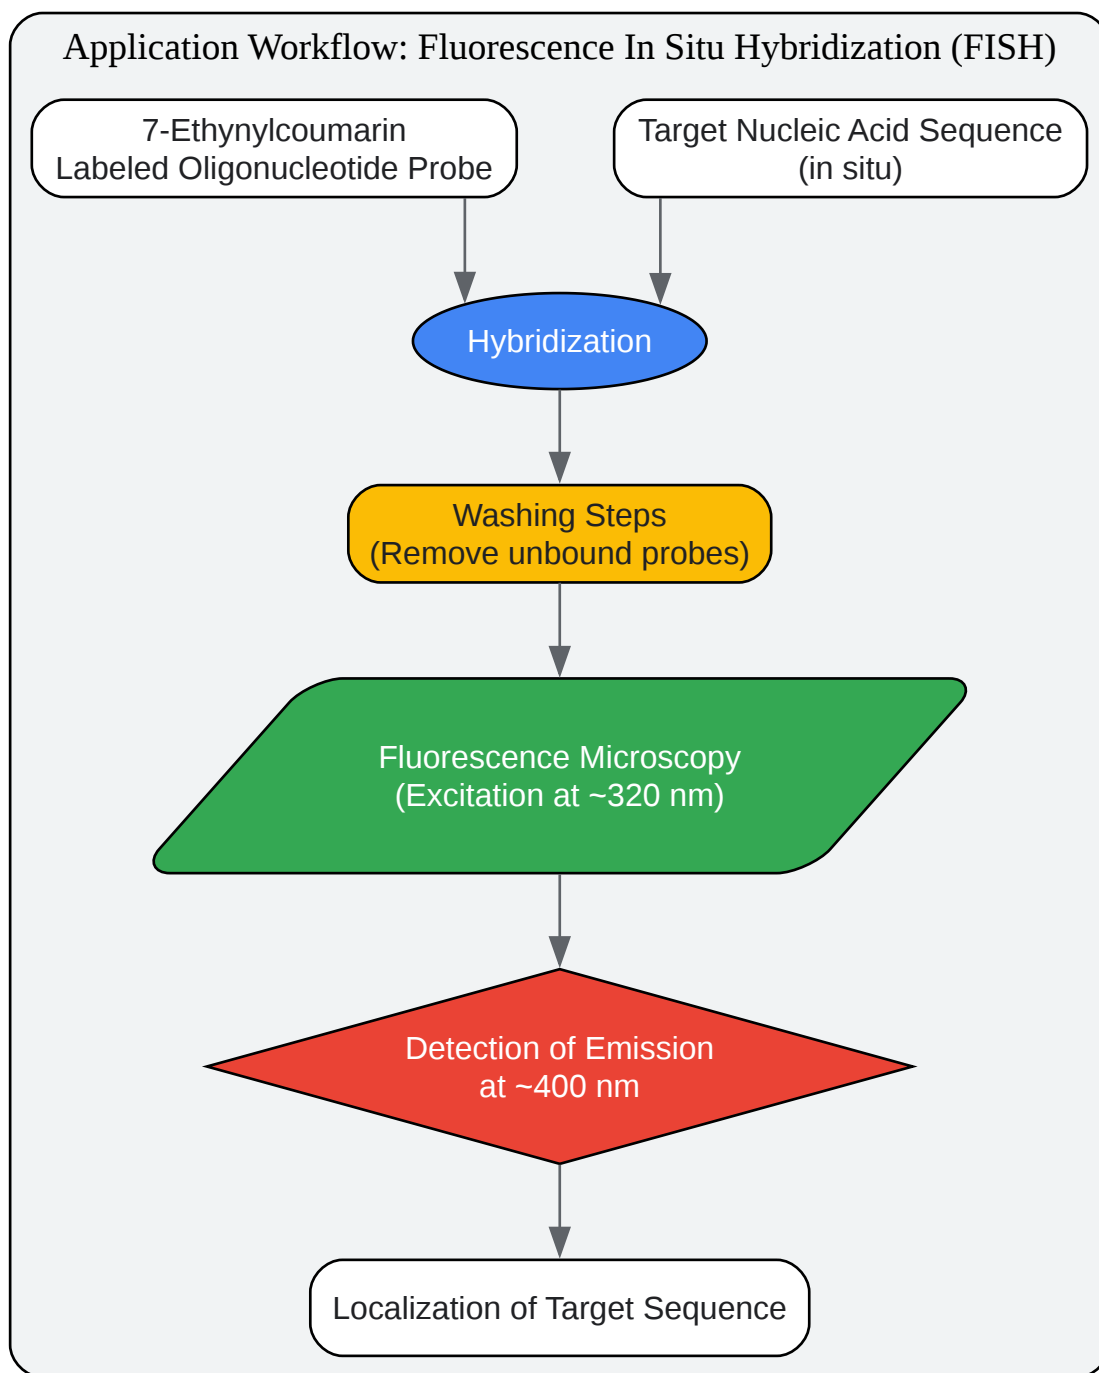 Application Workflow: Fluorescence In Situ Hybridization (FISH)
7-Ethynylcoumarin
Labeled Oligonucleotide Probe
Target Nucleic Acid Sequence
(in situ)
Hybridization
Washing Steps
(Remove unbound probes)
Fluorescence Microscopy
(Excitation at ~320 nm)
Detection of Emission
at ~400 nm
Localization of Target Sequence